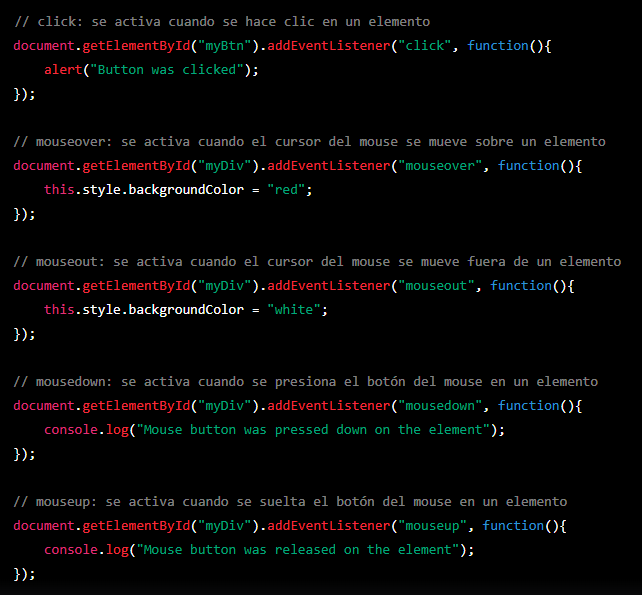 // click: se activa cuando se hace clic en un elemento
document.getElementById("myBtn").addEventListener("click", function(){
    alert("Button was clicked");
});

// mouseover: se activa cuando el cursor del mouse se mueve sobre un elemento
document.getElementById("myDiv").addEventListener("mouseover", function(){
    this.style.backgroundColor = "red";
});

// mouseout: se activa cuando el cursor del mouse se mueve fuera de un elemento
document.getElementById("myDiv").addEventListener("mouseout", function(){
    this.style.backgroundColor = "white";
});

// mousedown: se activa cuando se presiona el botón del mouse en un elemento
document.getElementById("myDiv").addEventListener("mousedown", function(){
    console.log("Mouse button was pressed down on the element");
});

// mouseup: se activa cuando se suelta el botón del mouse en un elemento
document.getElementById("myDiv").addEventListener("mouseup", function(){
    console.log("Mouse button was released on the element");
});